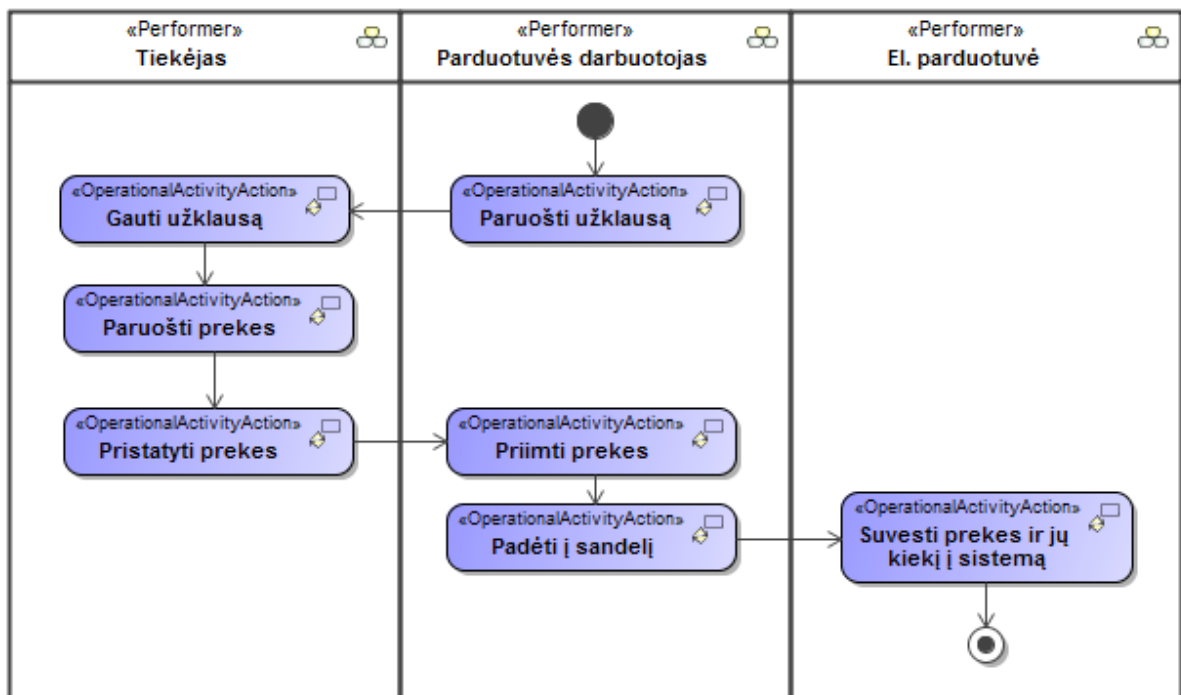 «Performer»
Tiekėjas
«Performer»
Parduotuvės darbuotojas
«Performer»
El. parduotuvė
«OperationalActivityAction»
Gauti užklausą
«OperationalActivityAction»
Paruošti užklausą
«OperationalActivityAction»
Paruošti prekes
«OperationalActivityAction»
Pristatyti prekes
«OperationalActivityAction»
Priimti prekes
«OperationalActivityAction»
Padėti į sandelį
«OperationalActivityAction»
Suvesti prekes ir jų
kiekį į sistemą